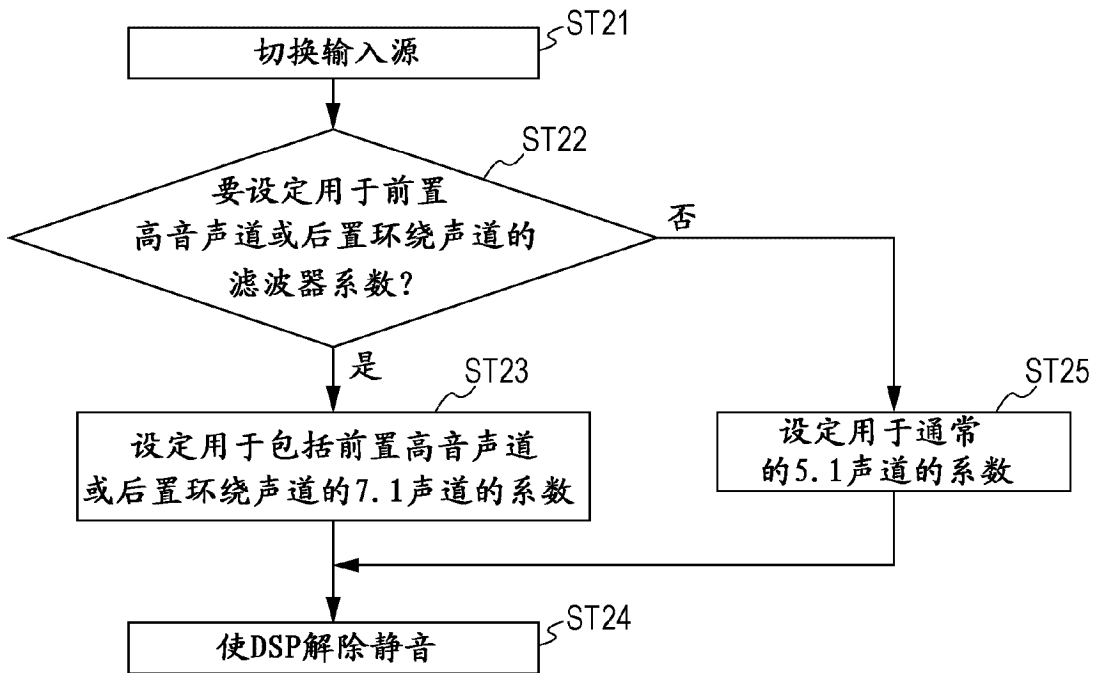 ST21
切换输入源
ST22
要设定用于前置
高音声道或后置环绕声道的
滤波器系数?
否
是
ST23
设定用于包括前置高音声道
或后置环绕声道的7.1声道的系数
ST25
设定用于通常
的5.1声道的系数
ST24
使DSP解除静音